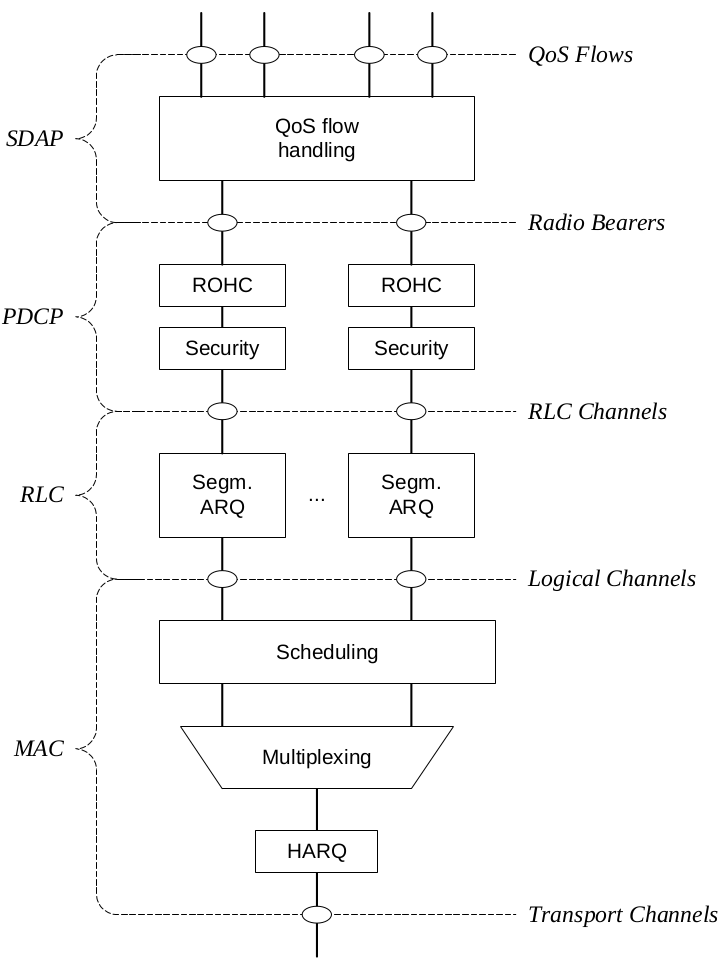 QoS Flows
SDAP
QoS flow
handling
Radio Bearers
PDCP
ROHC
ROHC
Security
Security
RLC Channels
RLC
Segm.
ARQ
...
Segm.
ARQ
Logical Channels
MAC
Scheduling
Multiplexing
HARQ
Transport Channels